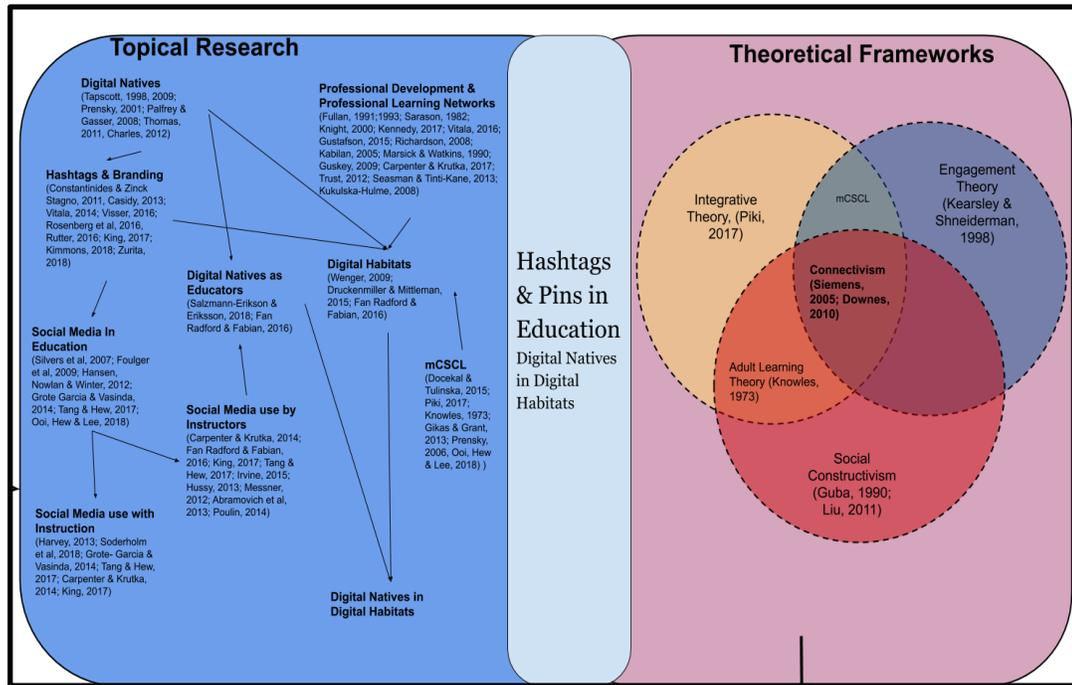 Topical Research
Digital Natives
(Tapscott, 1998, 2009;
Prensky, 2001; Palfrey &
Gasser, 2008; Thomas,
2011, Charles, 2012)
Hashtags & Branding
(Constantinides & Zinck
Stagno, 2011, Casidy, 2013;
Vitala, 2014; Visser, 2016;
Rosenberg et al, 2016,
Rutter, 2016; King, 2017;
Kimmons, 2018; Zurita,
2018)
Social Media In
Education
(Silvers et al, 2007; Foulger
et al, 2009; Hansen,
Nowlan & Winter, 2012;
Grote Garcia & Vasinda,
2014; Tang & Hew, 2017;
Ooi, Hew & Lee, 2018)
Social Media use with
Instruction
(Harvey, 2013; Soderholm
et al, 2018; Grote- Garcia &
Vasinda, 2014; Tang & Hew,
2017; Carpenter & Krutka,
2014; King, 2017)
Digital Natives as
Educators
(Salzmann-Erikson &
Eriksson, 2018; Fan
Radford & Fabian, 2016)
Social Media use by
Instructors
(Carpenter & Krutka, 2014;
Fan Radford & Fabian,
2016; King, 2017; Tang &
Hew, 2017; Irvine, 2015;
Hussy, 2013; Messner,
2012; Abramovich et al,
2013; Poulin, 2014)
Professional Development &
Professional Learning Networks
(Fullan, 1991;1993; Sarason, 1982;
Knight, 2000; Kennedy, 2017; Vitala, 2016;
Gustafson, 2015; Richardson, 2008;
Kabilan, 2005; Marsick & Watkins, 1990;
Guskey, 2009; Carpenter & Krutka, 2017;
Trust, 2012; Seasman & Tinti-Kane, 2013;
Kukulska-Hulme, 2008)
Digital Habitats
(Wenger, 2009;
Druckenmiller & Mittleman,
2015; Fan Radford &
Fabian, 2016)
mCSCL
(Docekal & Tulinska, 2015;
Piki, 2017; Knowles, 1973;
Gikas & Grant,
2013; Prensky,
2006, Ooi, Hew
& Lee, 2018) )
Digital Natives in
Digital Habitats
Hashtags
& Pins in
Education
Digital Natives
in Digital
Habitats
Theoretical Frameworks
Integrative
Theory, (Piki,
2017)
mCSCL
Engagement
Theory
(Kearsley &
Shneiderman,
1998)
Connectivism
(Siemens,
2005; Downes,
2010)
Adult Learning
Theory (Knowles,
1973)
Social
Constructivism
(Guba, 1990;
Liu, 2011)